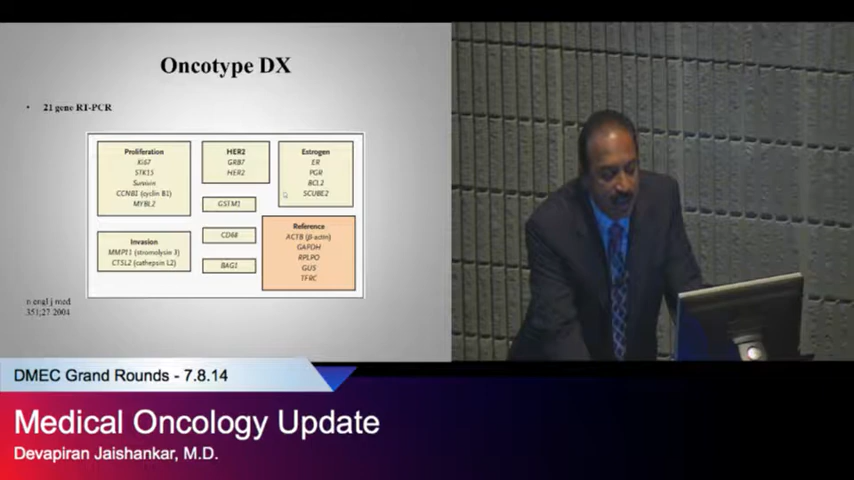 Oncotype DX
• 21 gene RT-PCR
Proliferation
Ki67
STK15
Survivin
CCNB1 (cyclin B1)
MYBL2
HER2
GRB7
HER2
Estrogen
ER
PGR
BCL2
SCUBE2
GSTM1
Invasion
MMP11 (stromolysin 3)
CTSL2 (cathepsin L2)
CD68
BAG1
Reference
ACTB (β-actin)
GAPDH
RPLPO
GUS
TFRC
n engl j med
351;27 2004
DMEC Grand Rounds - 7.8.14
Medical Oncology Update
Devapiran Jaishankar, M.D.